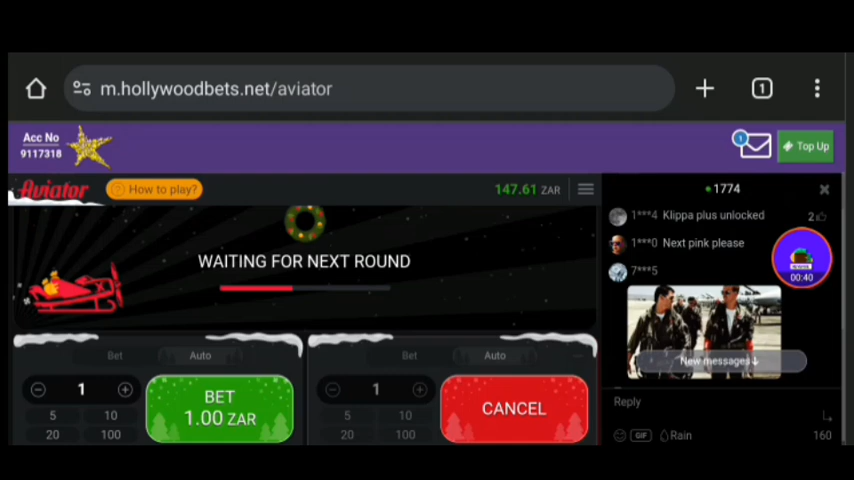 m.hollywoodbets.net/aviator
1
Acc No
9117318
1
Top Up
Aviator
? How to play?
147.61 ZAR
1774
1***4 Klippa plus unlocked 2
1***0 Next pink please
7***5
00:40
WAITING FOR NEXT ROUND
New messages
Bet Auto
1
5 10
20 100
BET
1.00 ZAR
Bet Auto
1
5 10
20 100
CANCEL
Reply
GIF Rain 160